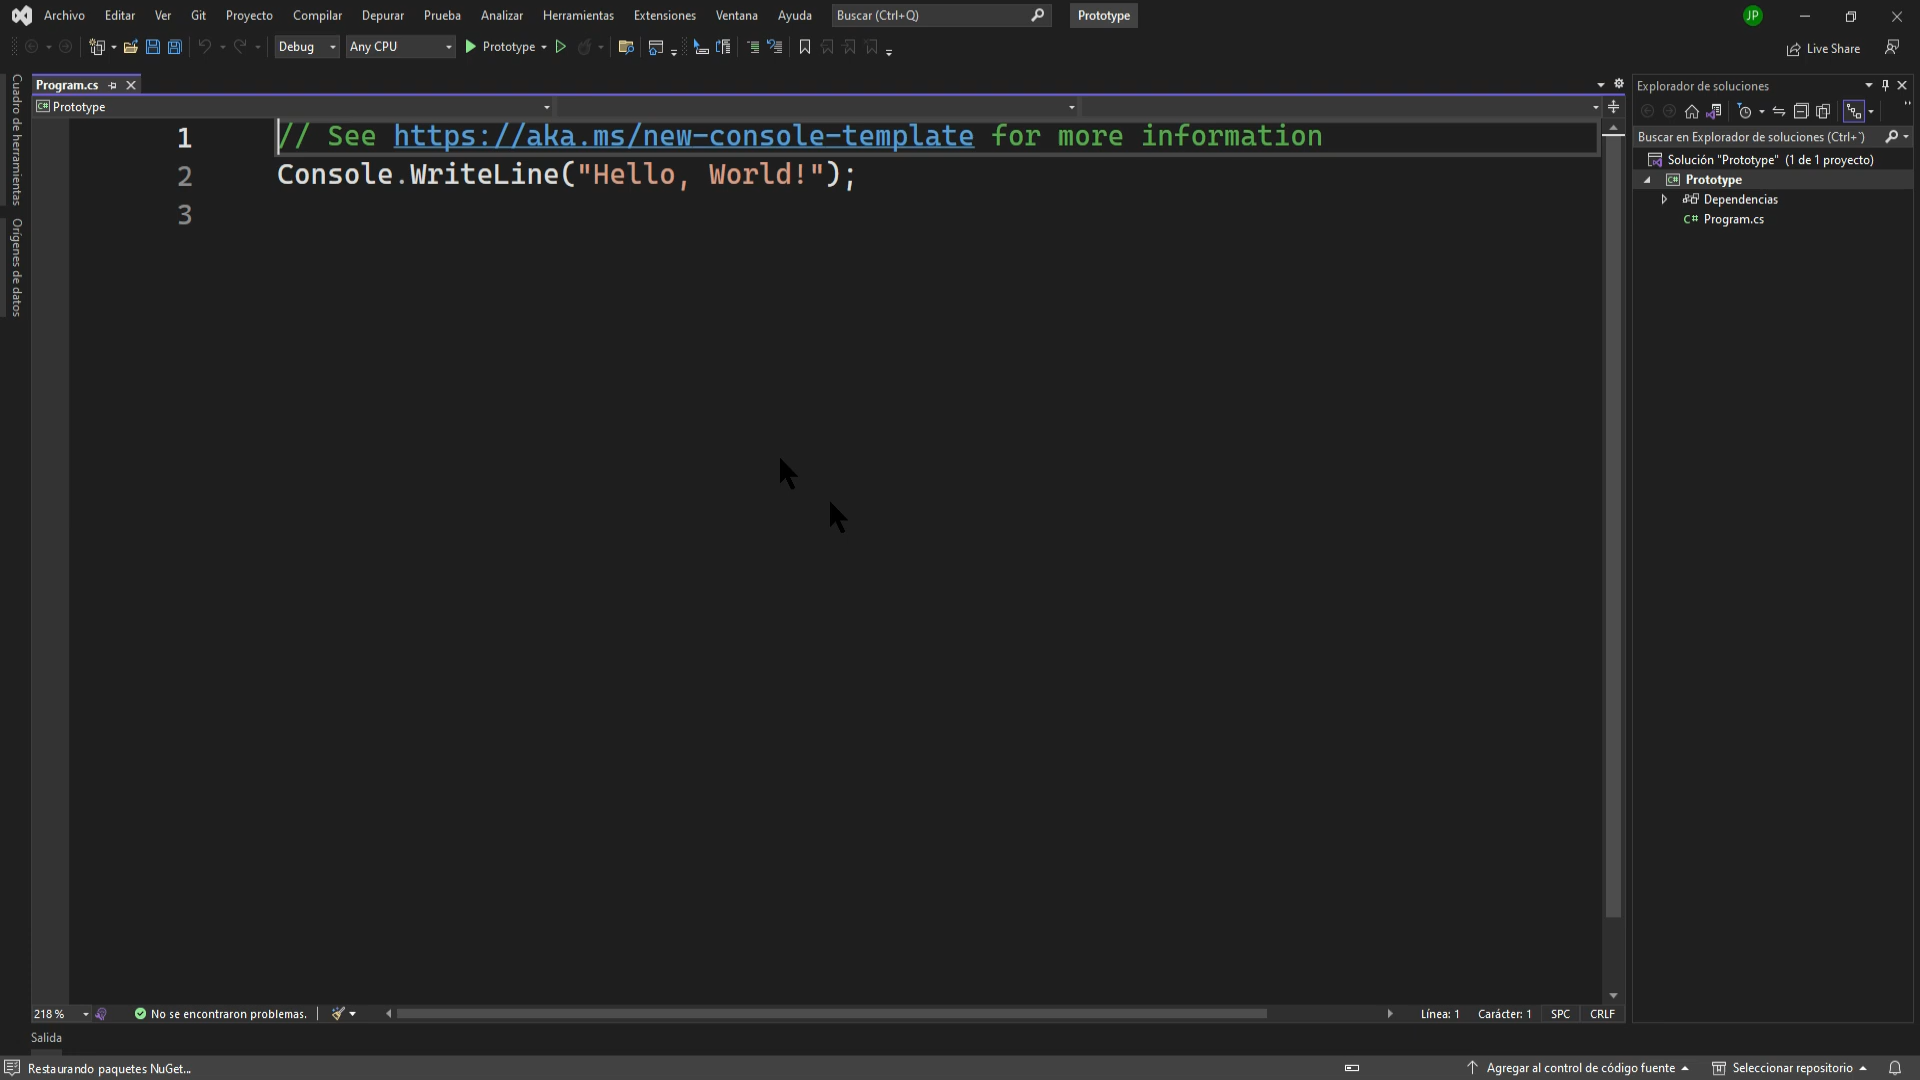 Archivo Editar Ver Git Proyecto Compilar Depurar Prueba Analizar Herramientas Extensiones Ventana Ayuda Buscar (Ctrl+Q) Prototype JP
Debug Any CPU Prototype Live Share
Cuadro de herramientas
Orígenes de datos
Program.cs
Prototype
1 // See https://aka.ms/new-console-template for more information
2 Console.WriteLine("Hello, World!");
3
Explorador de soluciones
Buscar en Explorador de soluciones (Ctrl+`)
Solución "Prototype" (1 de 1 proyecto)
C# Prototype
Dependencias
C# Program.cs
218 % No se encontraron problemas. Línea: 1 Carácter: 1 SPC CRLF
Salida
Restaurando paquetes NuGet... Agregar al control de código fuente Seleccionar repositorio